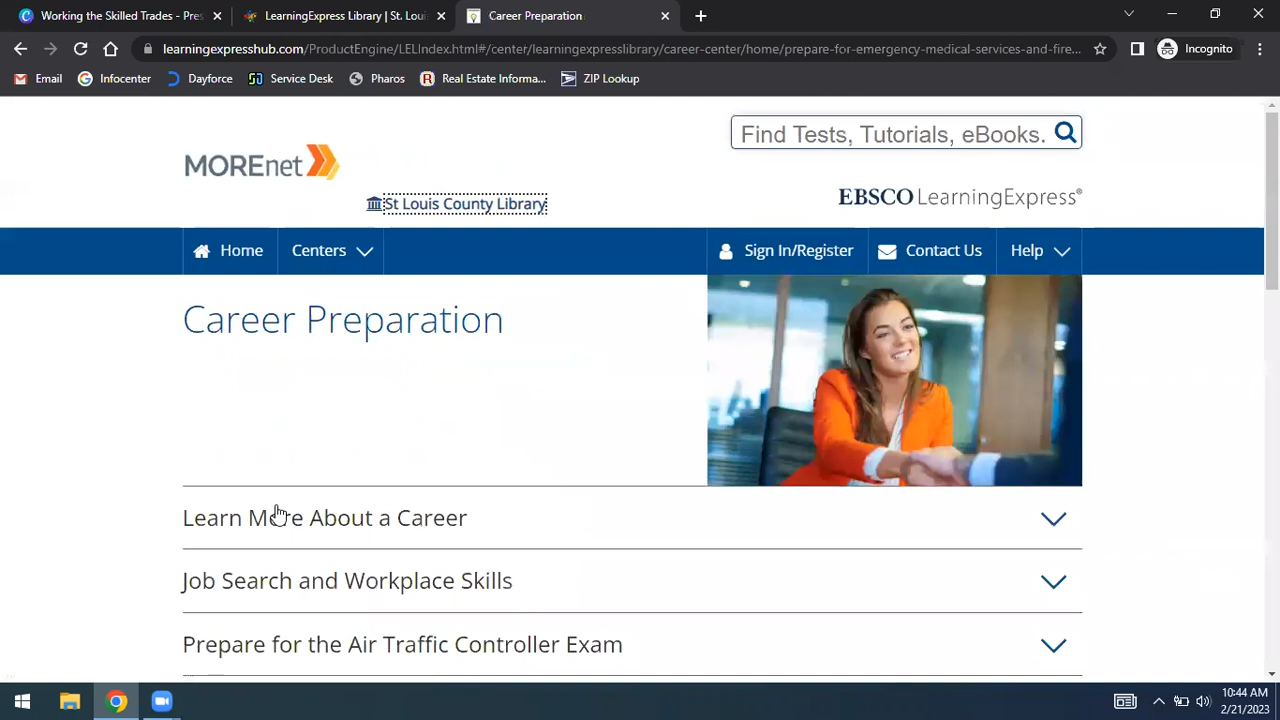 Working the Skilled Trades - Pres
LearningExpress Library | St. Loui
Career Preparation
learningexpresshub.com/ProductEngine/LELIndex.html#/center/learningexpresslibrary/career-center/home/prepare-for-emergency-medical-services-and-fire...
Incognito
Email
Infocenter
Dayforce
Service Desk
Pharos
Real Estate Informa...
ZIP Lookup
Find Tests, Tutorials, eBooks.
MOREnet
St Louis County Library
EBSCO LearningExpress®
Home
Centers
Sign In/Register
Contact Us
Help
Career Preparation
Learn More About a Career
Job Search and Workplace Skills
Prepare for the Air Traffic Controller Exam
10:44 AM
2/21/2023